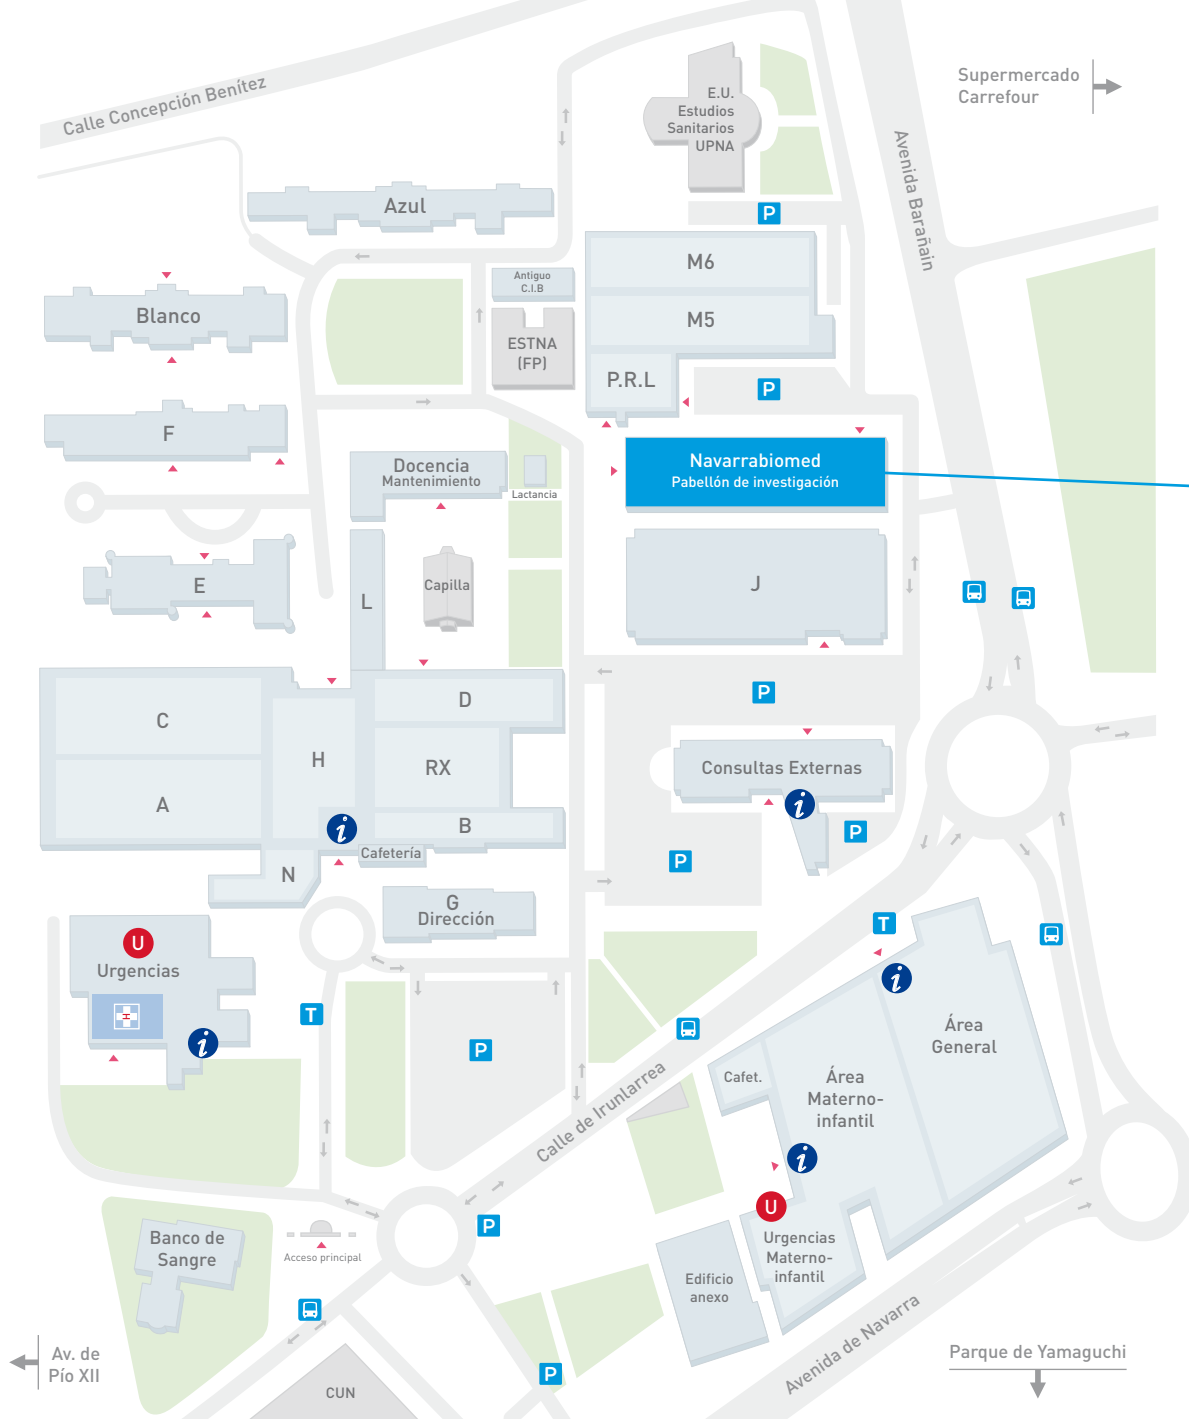 Calle Concepción Benítez
E.U.
Estudios
Sanitarios
UPNA
Supermercado
Carrefour
Avenida Barañain
Azul
P
M6
Antiguo
C.I.B
Blanco
M5
ESTNA
(FP)
P.R.L
P
F
Docencia
Mantenimiento
Lactancia
Navarrabiomed
Pabellón de investigación
E
L
Capilla
J
C
D
P
H
RX
Consultas Externas
A
B
i
i
P
Cafetería
P
N
G
Dirección
U
Urgencias
T
i
H
T
i
P
Área
General
Cafet.
Área
Materno-
infantil
Calle de Irunlarrea
i
U
Urgencias
Materno-
infantil
P
Banco de
Sangre
Acceso principal
Edificio
anexo
Avenida de Navarra
Av. de
Pío XII
P
CUN
Parque de Yamaguchi